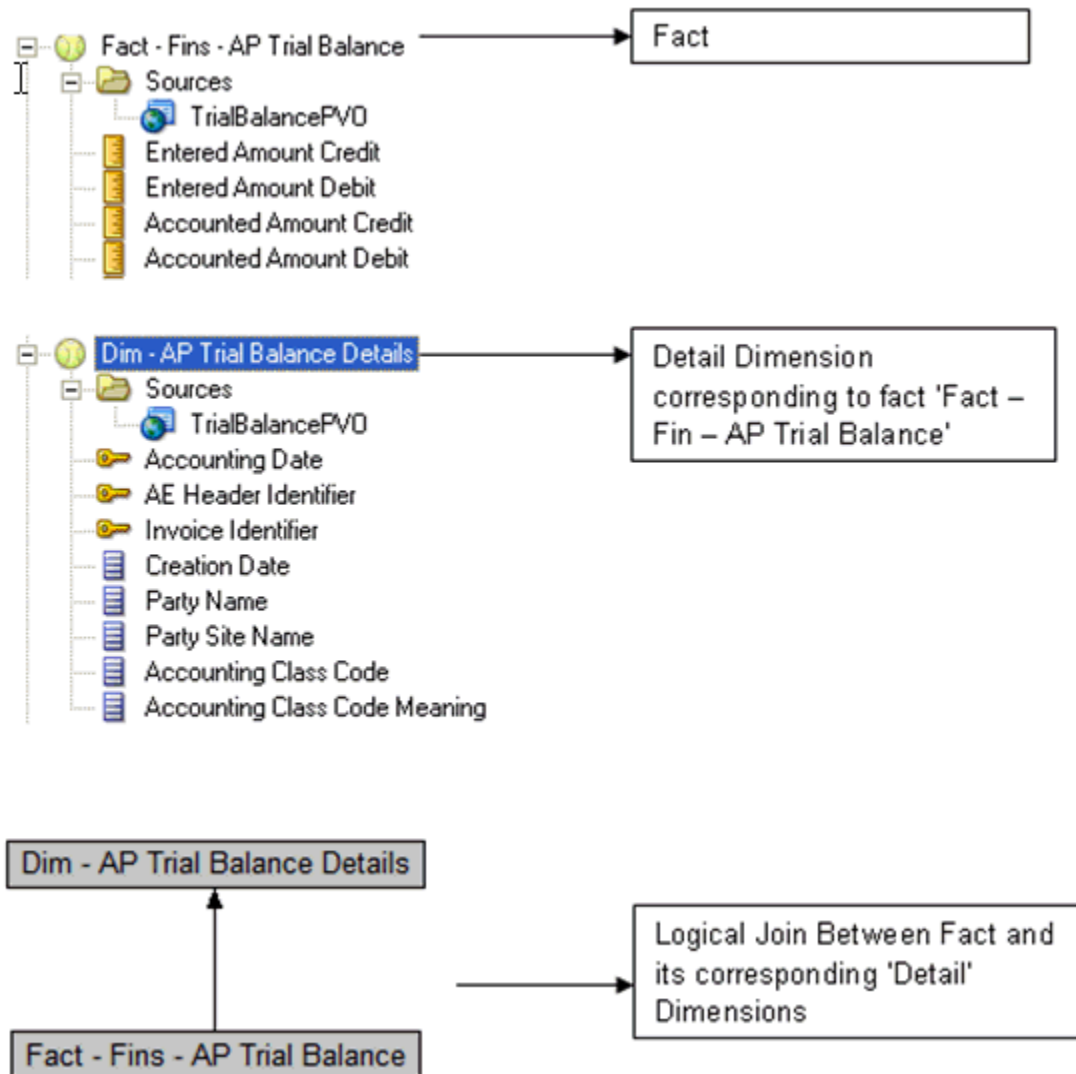 Fact - Fins - AP Trial Balance
Fact
Sources
TrialBalancePVO
Entered Amount Credit
Entered Amount Debit
Accounted Amount Credit
Accounted Amount Debit
Dim - AP Trial Balance Details
Detail Dimension
corresponding to fact 'Fact –
Fin – AP Trial Balance'
Sources
TrialBalancePVO
Accounting Date
AE Header Identifier
Invoice Identifier
Creation Date
Party Name
Party Site Name
Accounting Class Code
Accounting Class Code Meaning
Dim - AP Trial Balance Details
Logical Join Between Fact and
its corresponding 'Detail'
Dimensions
Fact - Fins - AP Trial Balance